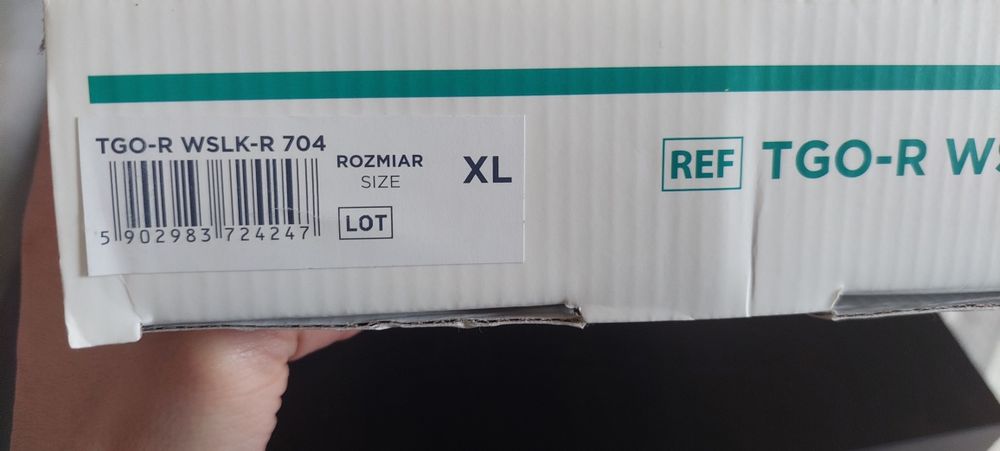 TGO-R WSLK-R 704
ROZMIAR
SIZE
XL
LOT
5 902983 724247
REF TGO-R WS